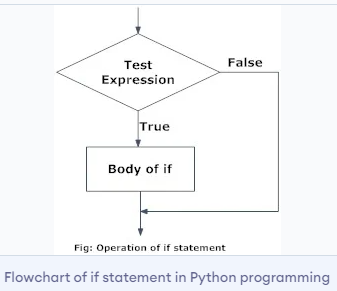 Test
Expression
False
True
Body of if
Fig: Operation of if statement
Flowchart of if statement in Python programming